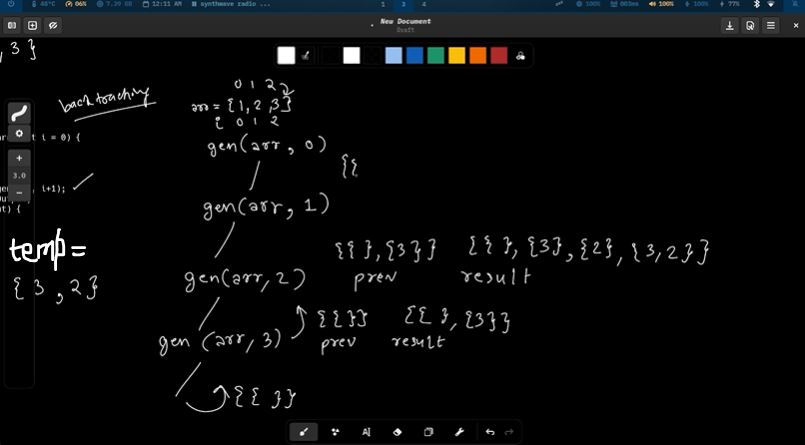 48°C 06% 7.39 GB 12:11 AM synthwave radio ... 1 3 4 100% 003ms 100% 100% 77%
New Document
Draft
, 3 }
back tracking
0 1 2
arr = { 1, 2, 3 }
0 1 2
t i = 0) {
gen(arr, 0)
{ {
3.0
i+1);
t) {
gen(arr, 1)
temp =
{ 3 , 2 }
{ { }, { 3 } } { { }, { 3 }, { 2 }, { 3, 2 } }
gen(arr, 2) prev result
{ { } } { { }, { 3 } }
gen (arr, 3) prev result
{ { } }